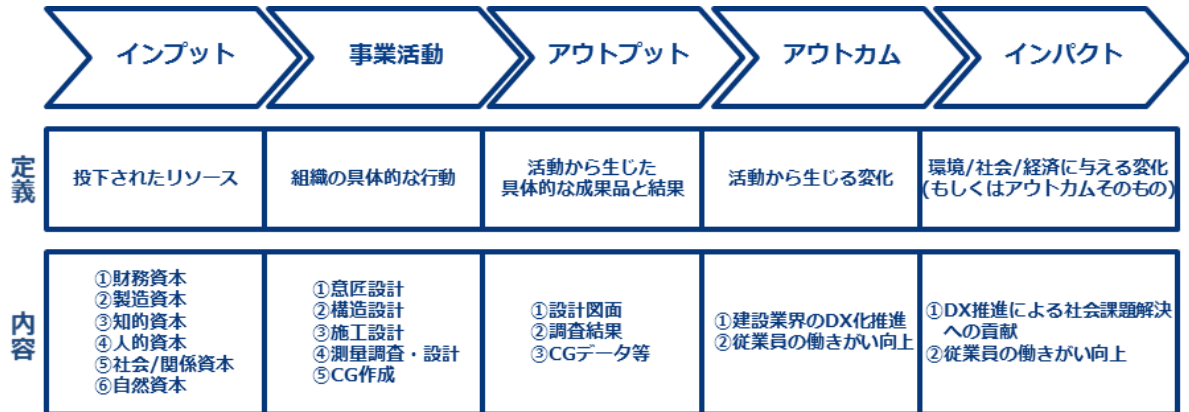 インプット
事業活動
アウトプット
アウトカム
インパクト
定義
投下されたリソース
組織の具体的な行動
活動から生じた
具体的な成果品と結果
活動から生じる変化
環境/社会/経済に与える変化
(もしくはアウトカムそのもの)
内容
①財務資本
②製造資本
③知的資本
④人的資本
⑤社会/関係資本
⑥自然資本
①意匠設計
②構造設計
③施工設計
④測量調査・設計
⑤CG作成
①設計図面
②調査結果
③CGデータ等
①建設業界のDX化推進
②従業員の働きがい向上
①DX推進による社会課題解決
への貢献
②従業員の働きがい向上